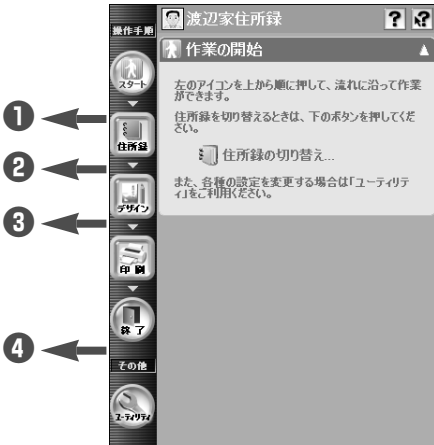 操作手順
渡辺家住所録
? ?
スタート
作業の開始
左のアイコンを上から順に押して、流れに沿って作業
ができます。
住所録を切り替えるときは、下のボタンを押してくだ
さい。
住所録の切り替え...
また、各種の設定を変更する場合は「ユーティリテ
ィ」をご利用ください。
1
住所録
2
デザイン
3
印刷
終了
4
その他
ユーティリティ